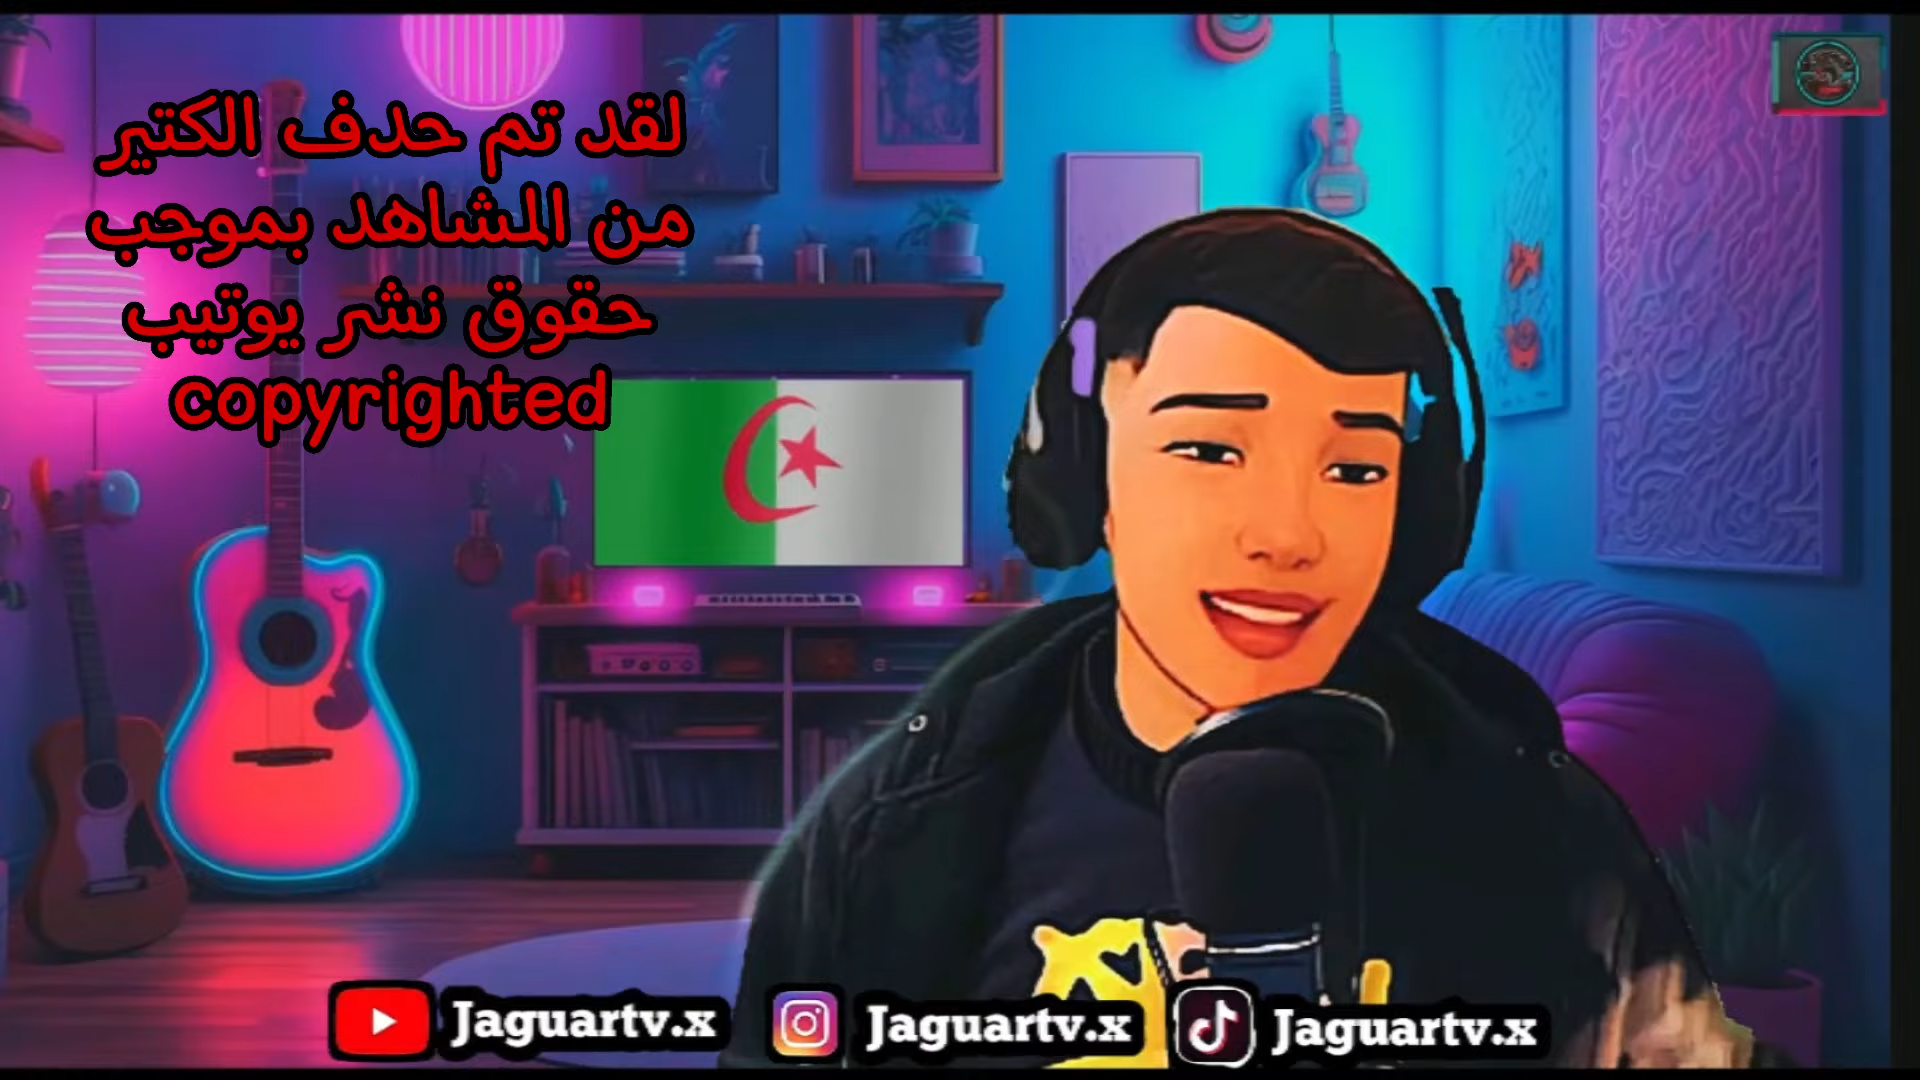 لقد تم حدف الكتير
من المشاهد بموجب
حقوق نشر يوتيب
copyrighted
Jaguartv.x
Jaguartv.x
Jaguartv.x